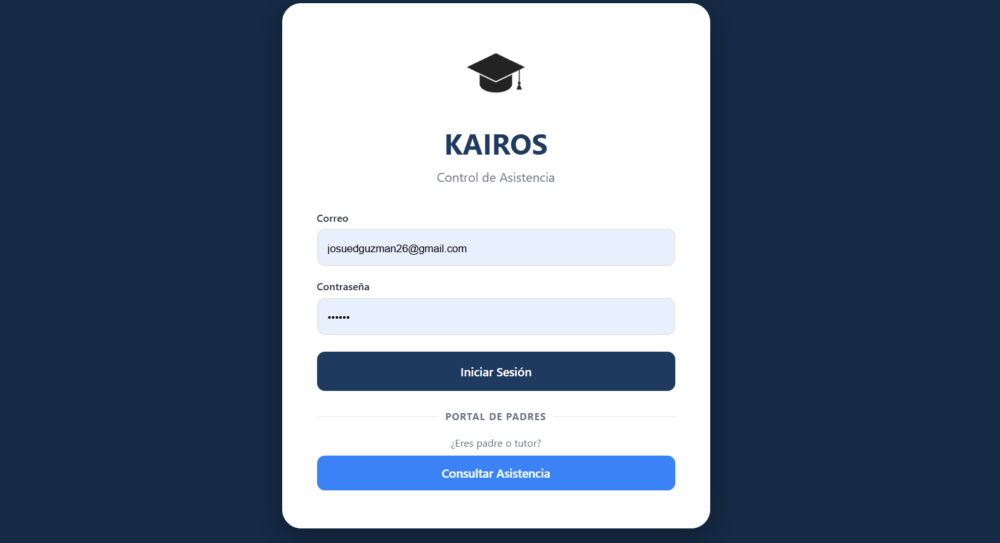 KAIROS
Control de Asistencia
Correo
josuedguzman26@gmail.com
Contraseña
••••••
Iniciar Sesión
PORTAL DE PADRES
¿Eres padre o tutor?
Consultar Asistencia